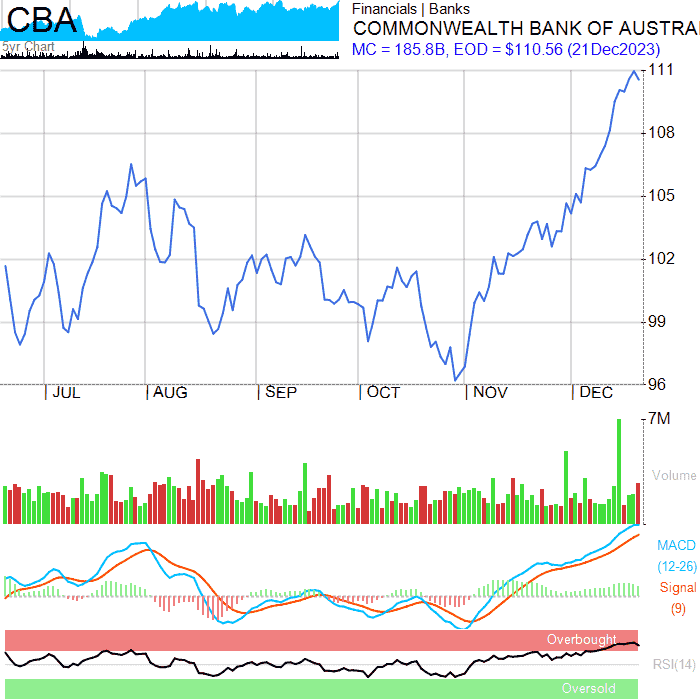 CBA
5yr Chart
Financials | Banks
COMMONWEALTH BANK OF AUSTRA
MC = 185.8B, EOD = $110.56 (21Dec2023)
111
108
105
102
99
96
JUL AUG SEP OCT NOV DEC
7M
Volume
MACD
(12-26)
Signal
(9)
Overbought
RSI(14)
Oversold